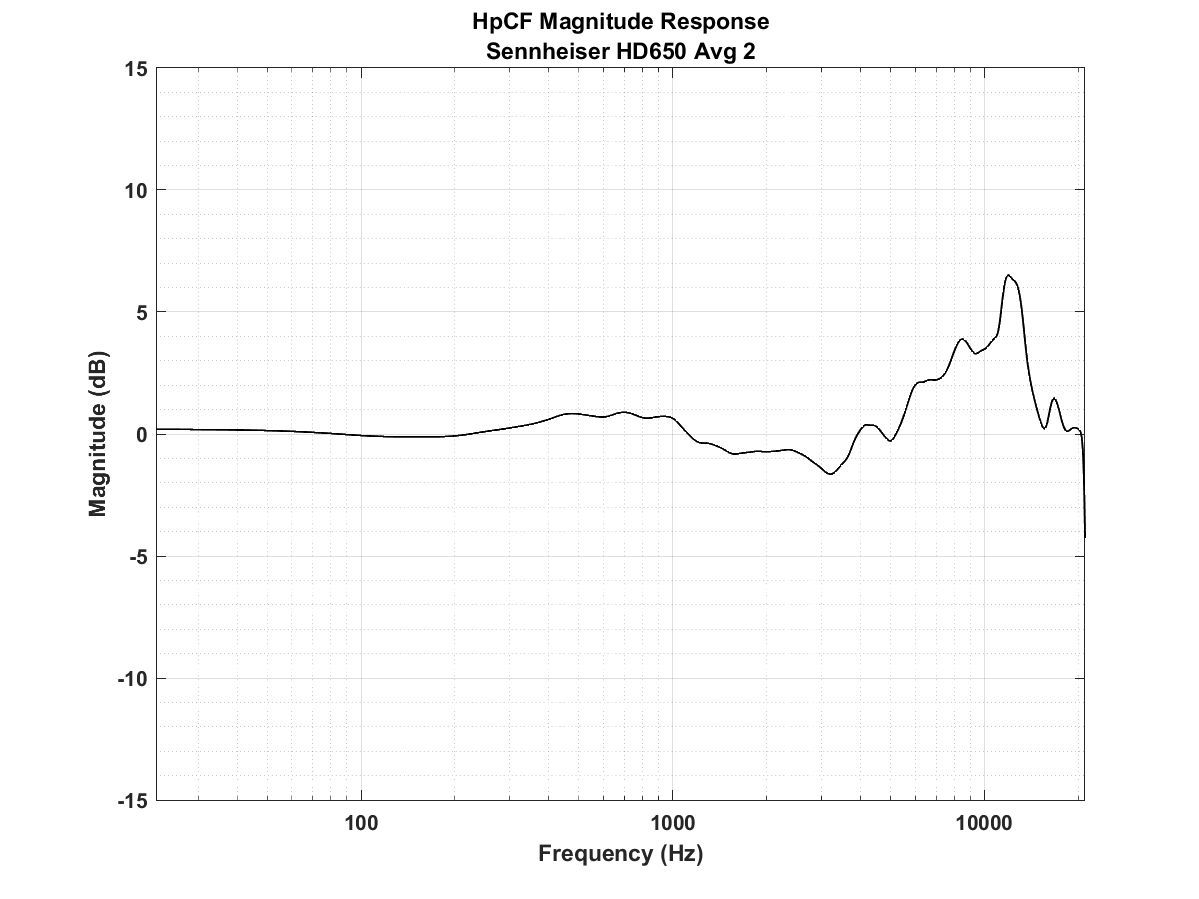 HpCF Magnitude Response
Sennheiser HD650 Avg 2
15
10
5
0
-5
-10
-15
Magnitude (dB)
100
1000
10000
Frequency (Hz)